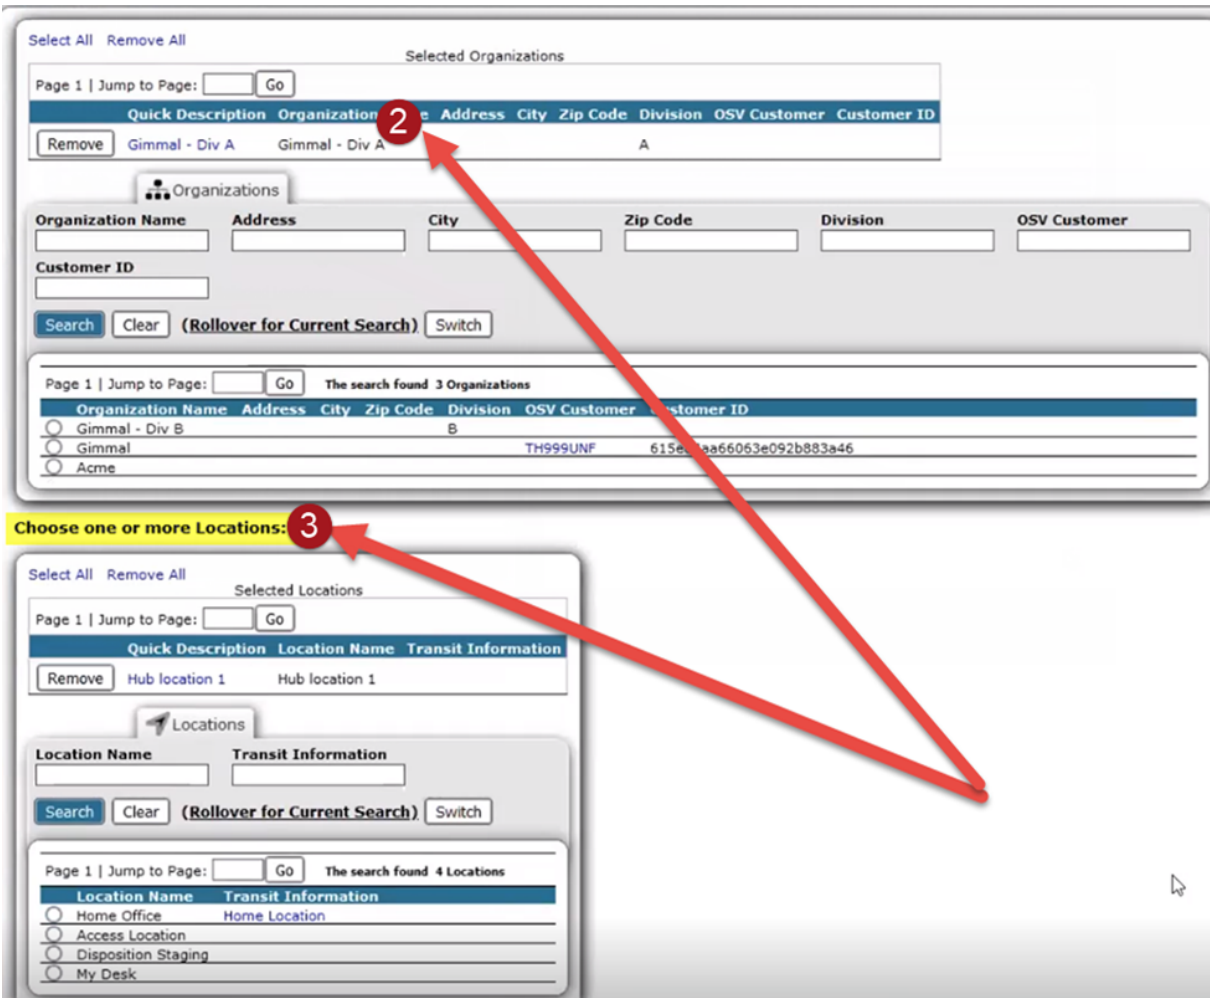 Select All Remove All
Selected Organizations
Page 1 | Jump to Page: Go
Quick Description Organization e Address City Zip Code Division OSV Customer Customer ID
2
Remove Gimmal - Div A Gimmal - Div A A
Organizations
Organization Name Address City Zip Code Division OSV Customer
Customer ID
Search Clear (Rollover for Current Search) Switch
Page 1 | Jump to Page: Go The search found 3 Organizations
Organization Name Address City Zip Code Division OSV Customer Customer ID
Gimmal - Div B B
Gimmal TH999UNF
Acme
Choose one or more Locations: 3
Select All Remove All
Selected Locations
Page 1 | Jump to Page: Go
Quick Description Location Name Transit Information
Remove Hub location 1 Hub location 1
Locations
Location Name Transit Information
Search Clear (Rollover for Current Search) Switch
Page 1 | Jump to Page: Go The search found 4 Locations
Location Name Transit Information
Home Office Home Location
Access Location
Disposition Staging
My Desk